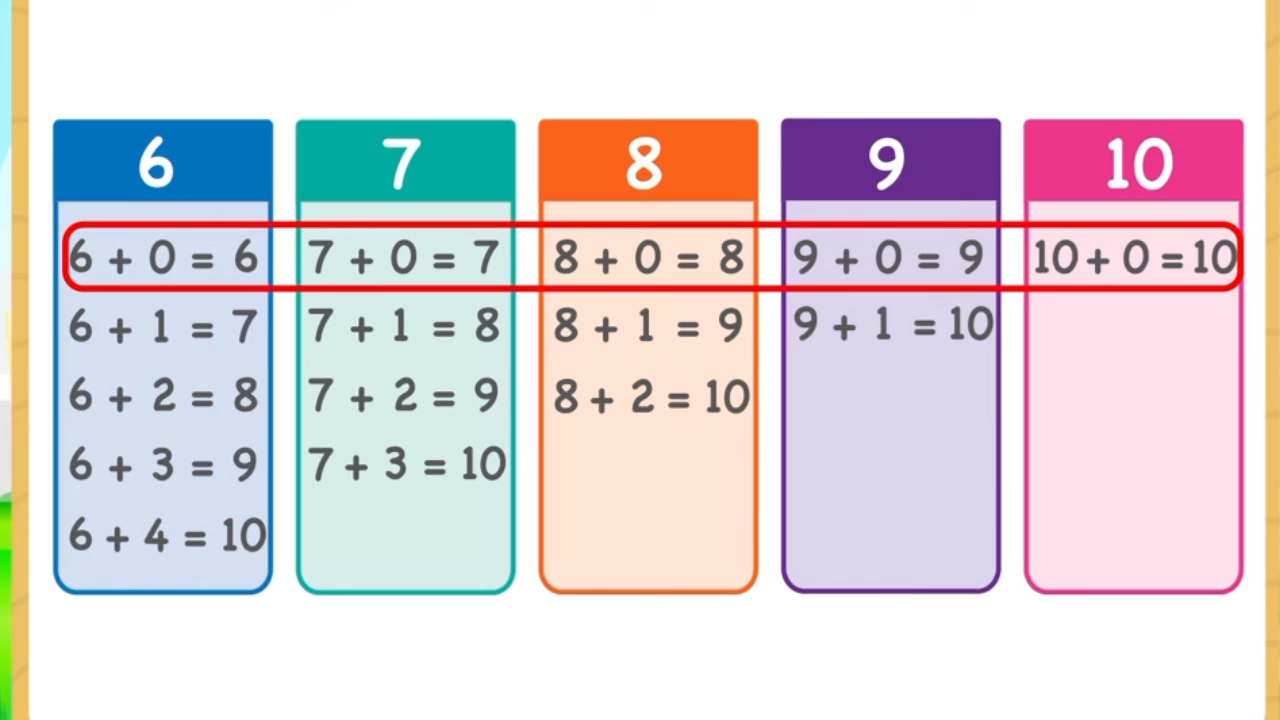 6 7 8 9 10
6 + 0 = 6 7 + 0 = 7 8 + 0 = 8 9 + 0 = 9 10 + 0 = 10
6 + 1 = 7 7 + 1 = 8 8 + 1 = 9 9 + 1 = 10
6 + 2 = 8 7 + 2 = 9 8 + 2 = 10
6 + 3 = 9 7 + 3 = 10
6 + 4 = 10